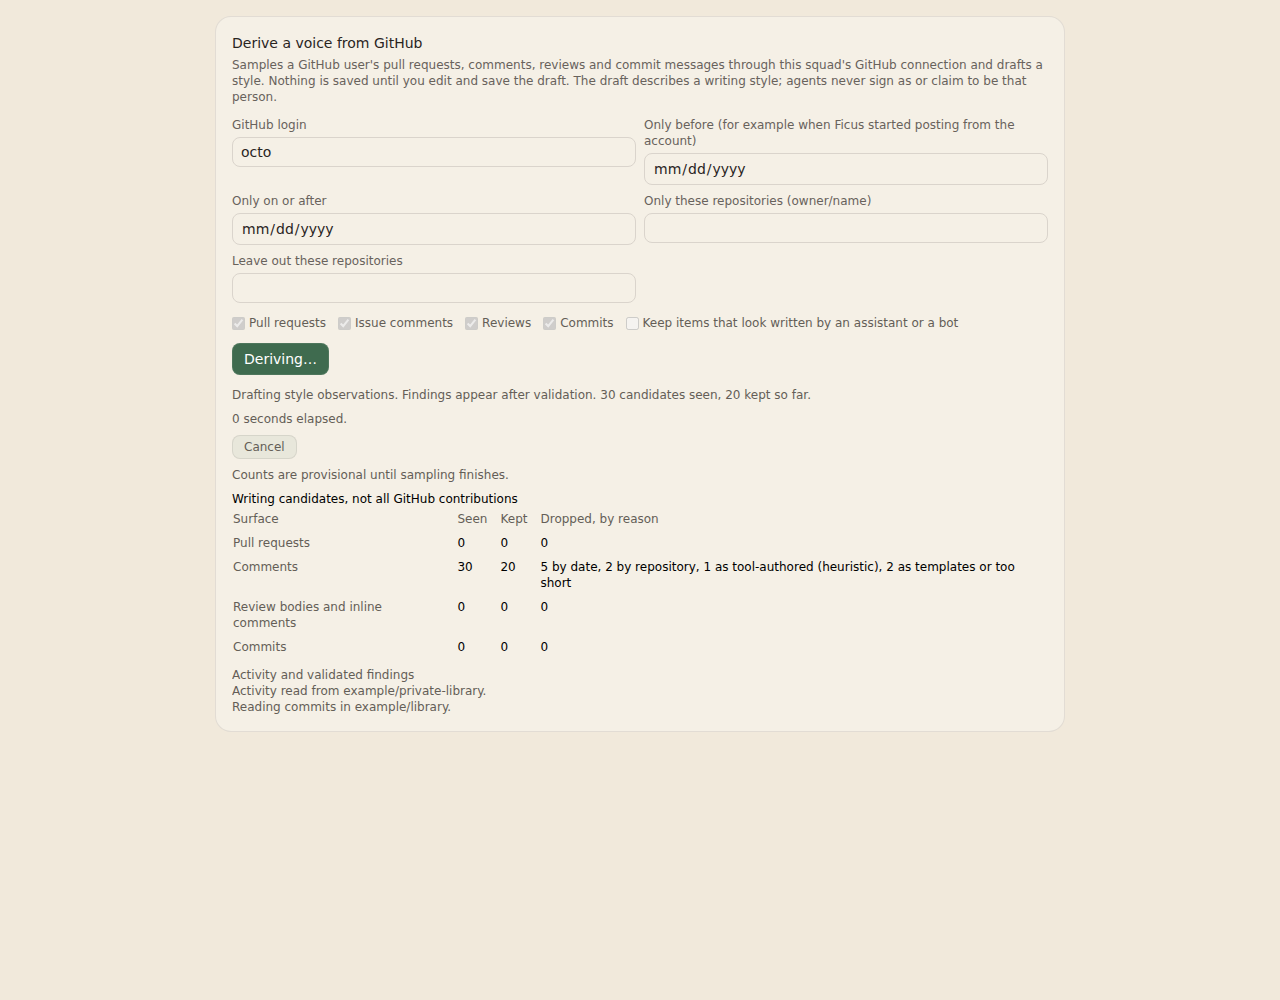 Derive a voice from GitHub
Samples a GitHub user's pull requests, comments, reviews and commit messages through this squad's GitHub connection and drafts a
style. Nothing is saved until you edit and save the draft. The draft describes a writing style; agents never sign as or claim to be that
person.
GitHub login
octo
Only before (for example when Ficus started posting from the
account)
mm/dd/yyyy
Only on or after
mm/dd/yyyy
Only these repositories (owner/name)
Leave out these repositories
Pull requests Issue comments Reviews Commits Keep items that look written by an assistant or a bot
Deriving...
Drafting style observations. Findings appear after validation. 30 candidates seen, 20 kept so far.
0 seconds elapsed.
Cancel
Counts are provisional until sampling finishes.
Writing candidates, not all GitHub contributions
Surface Seen Kept Dropped, by reason
Pull requests 0 0 0
Comments 30 20 5 by date, 2 by repository, 1 as tool-authored (heuristic), 2 as templates or too
short
Review bodies and inline
comments 0 0 0
Commits 0 0 0
Activity and validated findings
Activity read from example/private-library.
Reading commits in example/library.